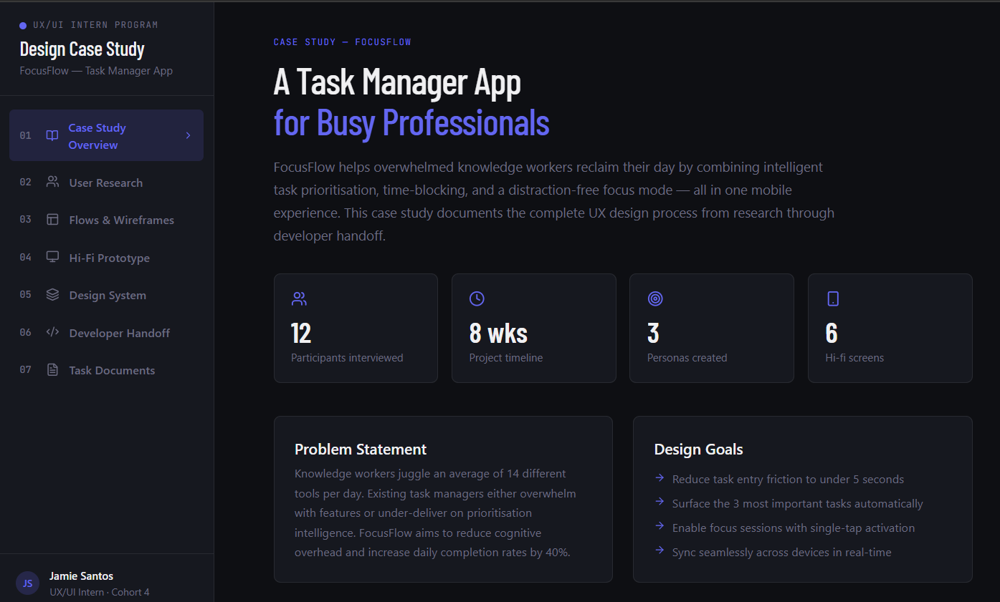 UX/UI INTERN PROGRAM
Design Case Study
FocusFlow — Task Manager App
01
Case Study
Overview
02 User Research
03 Flows & Wireframes
04 Hi-Fi Prototype
05 Design System
06 Developer Handoff
07 Task Documents
JS
Jamie Santos
UX/UI Intern · Cohort 4
CASE STUDY — FOCUSFLOW
A Task Manager App
for Busy Professionals
FocusFlow helps overwhelmed knowledge workers reclaim their day by combining intelligent
task prioritisation, time-blocking, and a distraction-free focus mode — all in one mobile
experience. This case study documents the complete UX design process from research through
developer handoff.
12
Participants interviewed
8 wks
Project timeline
3
Personas created
6
Hi-fi screens
Problem Statement
Knowledge workers juggle an average of 14 different
tools per day. Existing task managers either overwhelm
with features or under-deliver on prioritisation
intelligence. FocusFlow aims to reduce cognitive
overhead and increase daily completion rates by 40%.
Design Goals
→ Reduce task entry friction to under 5 seconds
→ Surface the 3 most important tasks automatically
→ Enable focus sessions with single-tap activation
→ Sync seamlessly across devices in real-time